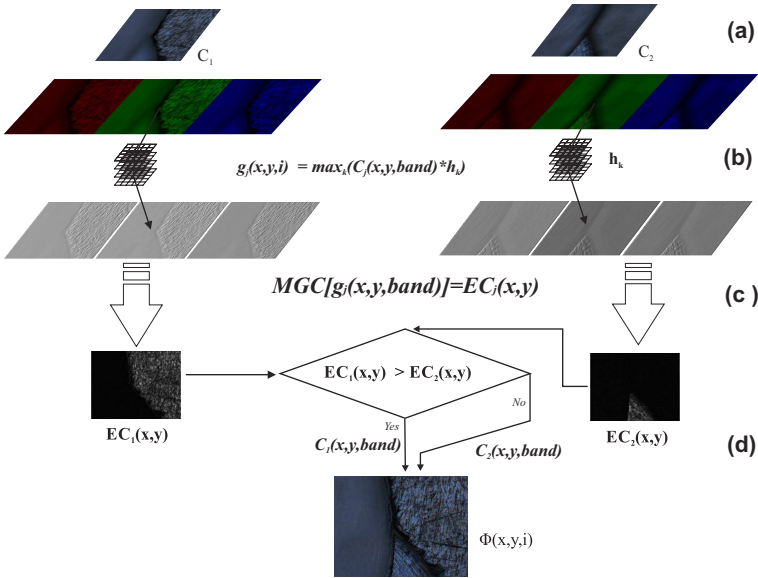 (a)
C₁
C₂
(b)
gⱼ(x,y,i) = maxₖ(Cⱼ(x,y,band)*hₖ)
hₖ
(c )
MGC[gⱼ(x,y,band)]=ECⱼ(x,y)
EC₁(x,y) > EC₂(x,y)
No
EC₁(x,y)
EC₂(x,y)
Yes
C₁(x,y,band)
C₂(x,y,band)
(d)
Φ(x,y,i)